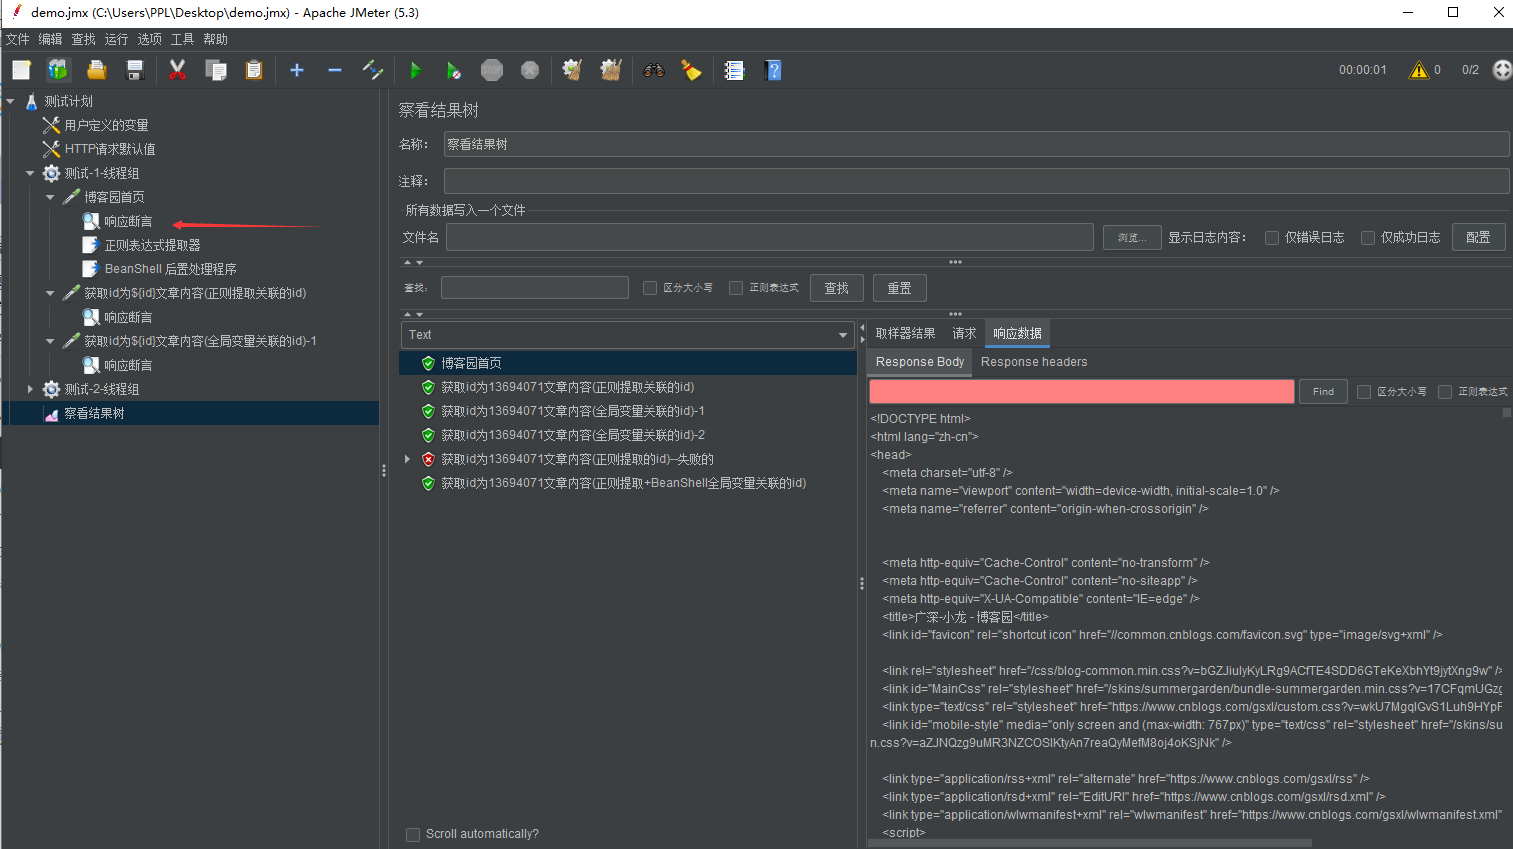 demo.jmx (C:\Users\PPL\Desktop\demo.jmx) - Apache JMeter (5.3)
文件 编辑 查找 运行 选项 工具 帮助
STOP
00:00:01 0 0/2
测试计划
用户定义的变量
HTTP请求默认值
测试-1-线程组
博客园首页
响应断言
正则表达式提取器
BeanShell 后置处理程序
获取id为${id}文章内容(正则提取关联的id)
响应断言
获取id为${id}文章内容(全局变量关联的id)-1
响应断言
测试-2-线程组
察看结果树
察看结果树
名称： 察看结果树
注释：
所有数据写入一个文件
文件名 浏览... 显示日志内容： 仅错误日志 仅成功日志 配置
查找： 区分大小写 正则表达式 查找 重置
Text
博客园首页
获取id为13694071文章内容(正则提取关联的id)
获取id为13694071文章内容(全局变量关联的id)-1
获取id为13694071文章内容(全局变量关联的id)-2
获取id为13694071文章内容(正则提取的id)--失败的
获取id为13694071文章内容(正则提取+BeanShell全局变量关联的id)
Scroll automatically?
取样器结果 请求 响应数据
Response Body Response headers
Find 区分大小写 正则表达式
<!DOCTYPE html>
<html lang="zh-cn">
<head>
<meta charset="utf-8" />
<meta name="viewport" content="width=device-width, initial-scale=1.0" />
<meta name="referrer" content="origin-when-crossorigin" />
<meta http-equiv="Cache-Control" content="no-transform" />
<meta http-equiv="Cache-Control" content="no-siteapp" />
<meta http-equiv="X-UA-Compatible" content="IE=edge" />
<title>广深-小龙 - 博客园</title>
<link id="favicon" rel="shortcut icon" href="//common.cnblogs.com/favicon.svg" type="image/svg+xml" />
<link rel="stylesheet" href="/css/blog-common.min.css?v=bGZJiulyKyLRg9ACfTE4SDD6GTeKeXbhYt9jytXng9w" />
<link id="MainCss" rel="stylesheet" href="/skins/summergarden/bundle-summergarden.min.css?v=17CFqmUGzg
<link type="text/css" rel="stylesheet" href="https://www.cnblogs.com/gsxl/custom.css?v=wkU7MgqIGvS1Luh9HYpF
<link id="mobile-style" media="only screen and (max-width: 767px)" type="text/css" rel="stylesheet" href="/skins/su
n.css?v=aZJNQzg9uMR3NZCOSlKtyAn7reaQyMefM8oj4oKSjNk" />
<link type="application/rss+xml" rel="alternate" href="https://www.cnblogs.com/gsxl/rss" />
<link type="application/rsd+xml" rel="EditURI" href="https://www.cnblogs.com/gsxl/rsd.xml" />
<link type="application/wlwmanifest+xml" rel="wlwmanifest" href="https://www.cnblogs.com/gsxl/wlwmanifest.xml"
<script>